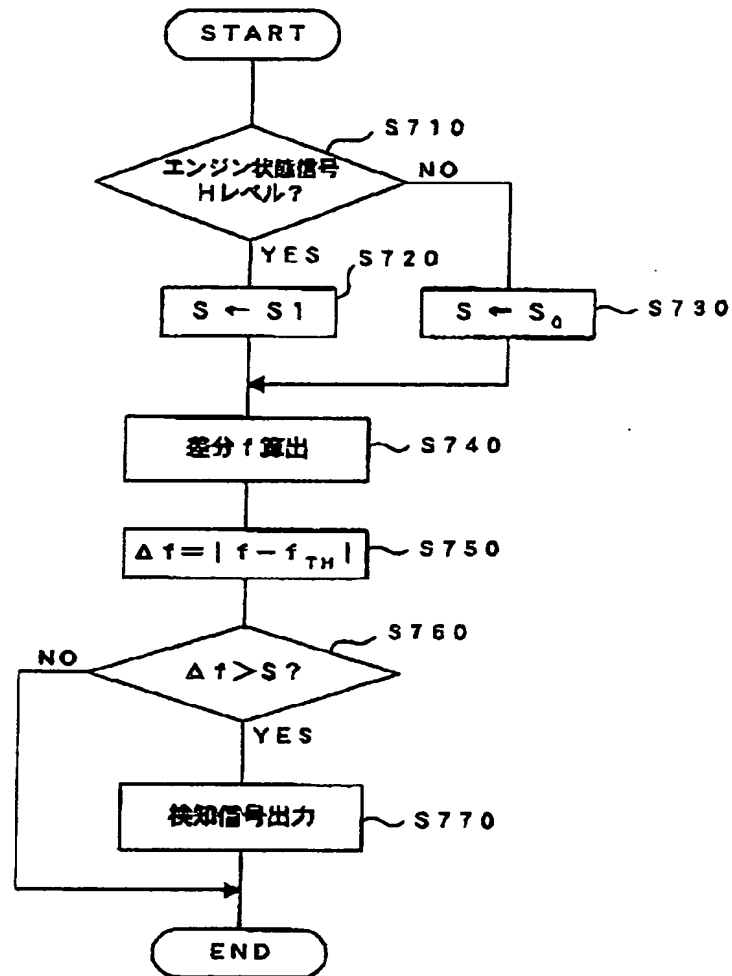 START
S710
エンジン状態信号
Hレベル?
NO
YES
S720
S ← S1
S ← S₀
S730
差分f算出
S740
Δf=|f-f_TH|
S750
S760
Δf>S?
NO
YES
検知信号出力
S770
END